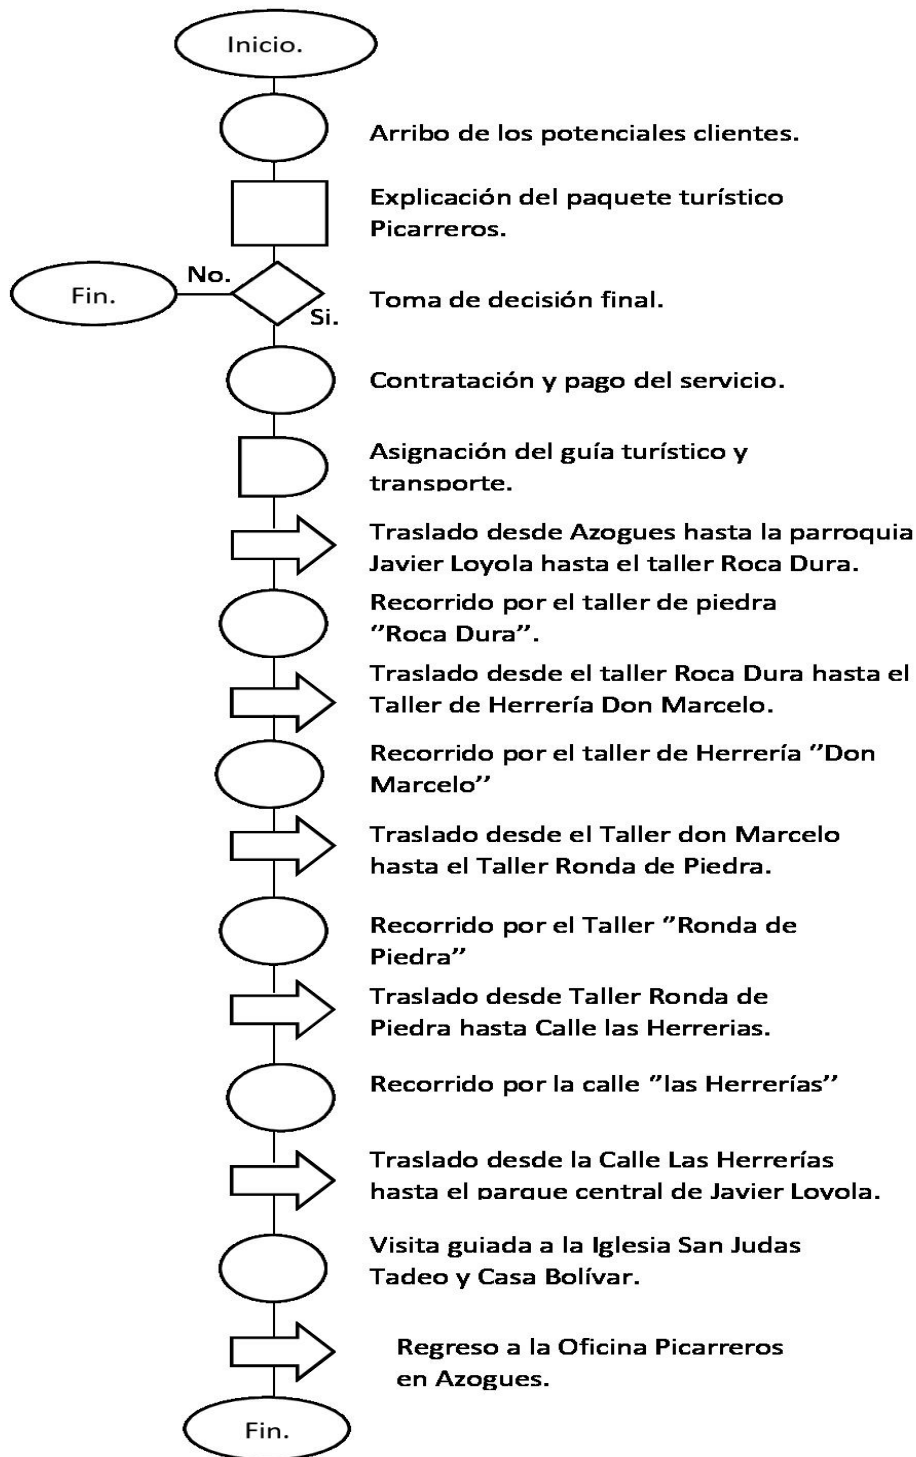 Inicio.
Arribo de los potenciales clientes.
Explicación del paquete turístico
Picarreros.
No.
Fin.
Si.
Toma de decisión final.
Contratación y pago del servicio.
Asignación del guía turístico y
transporte.
Traslado desde Azogues hasta la parroquia
Javier Loyola hasta el taller Roca Dura.
Recorrido por el taller de piedra
‘’Roca Dura’’.
Traslado desde el taller Roca Dura hasta el
Taller de Herrería Don Marcelo.
Recorrido por el taller de Herrería ‘’Don
Marcelo’’
Traslado desde el Taller don Marcelo
hasta el Taller Ronda de Piedra.
Recorrido por el Taller ‘’Ronda de
Piedra’’
Traslado desde Taller Ronda de
Piedra hasta Calle las Herrerias.
Recorrido por la calle ‘’las Herrerías’’
Traslado desde la Calle Las Herrerías
hasta el parque central de Javier Loyola.
Visita guiada a la Iglesia San Judas
Tadeo y Casa Bolívar.
Regreso a la Oficina Picarreros
en Azogues.
Fin.